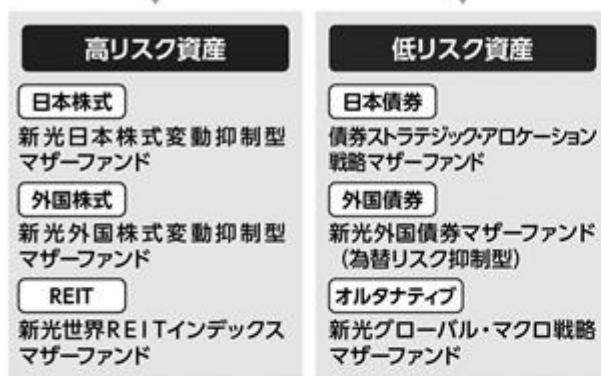 高リスク資産
日本株式
新光日本株式変動抑制型
マザーファンド
外国株式
新光外国株式変動抑制型
マザーファンド
REIT
新光世界REITインデックス
マザーファンド
低リスク資産
日本債券
債券ストラテジック・アロケーション
戦略マザーファンド
外国債券
新光外国債券マザーファンド
(為替リスク抑制型)
オルタナティブ
新光グローバル・マクロ戦略
マザーファンド